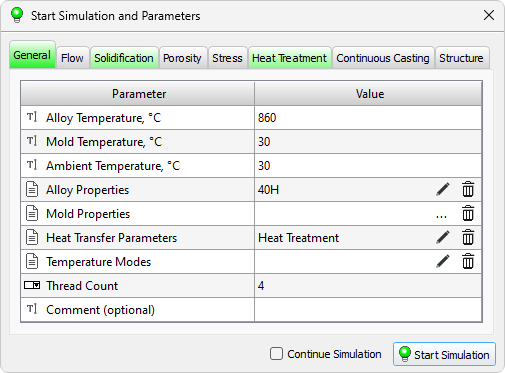 Start Simulation and Parameters
General Flow Solidification Porosity Stress Heat Treatment Continuous Casting Structure
Parameter Value
Alloy Temperature, °C 860
Mold Temperature, °C 30
Ambient Temperature, °C 30
Alloy Properties 40H
Mold Properties ...
Heat Transfer Parameters Heat Treatment
Temperature Modes
Thread Count 4
Comment (optional)
Continue Simulation Start Simulation